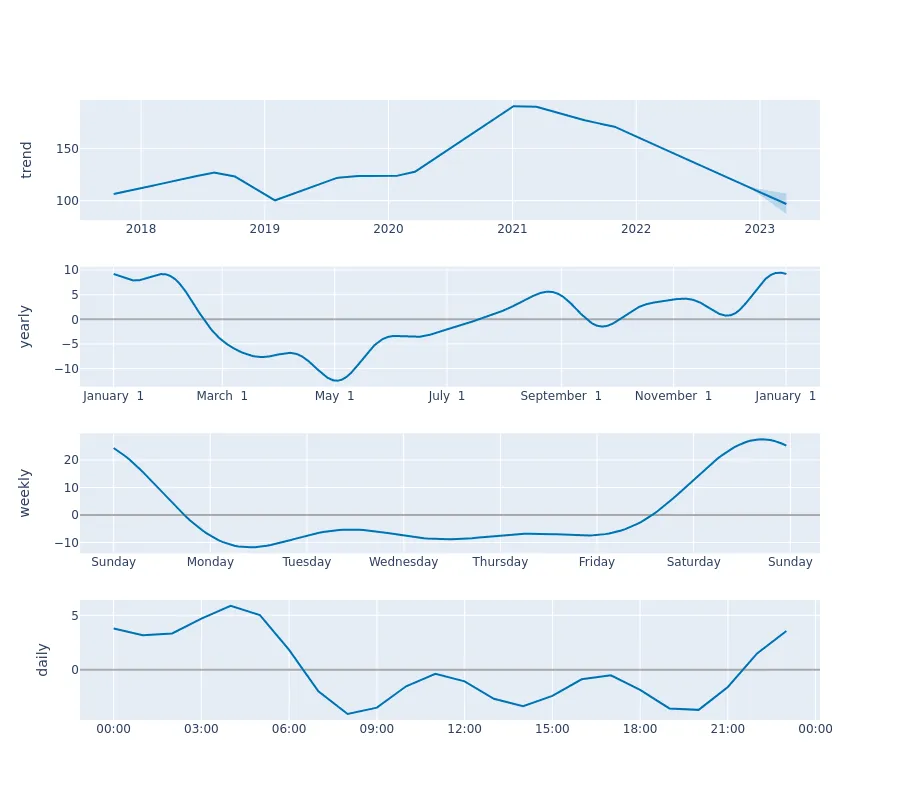 trend
150
100
2018 2019 2020 2021 2022 2023
yearly
10
5
0
−5
−10
January 1 March 1 May 1 July 1 September 1 November 1 January 1
weekly
20
10
0
−10
Sunday Monday Tuesday Wednesday Thursday Friday Saturday Sunday
daily
5
0
00:00 03:00 06:00 09:00 12:00 15:00 18:00 21:00 00:00